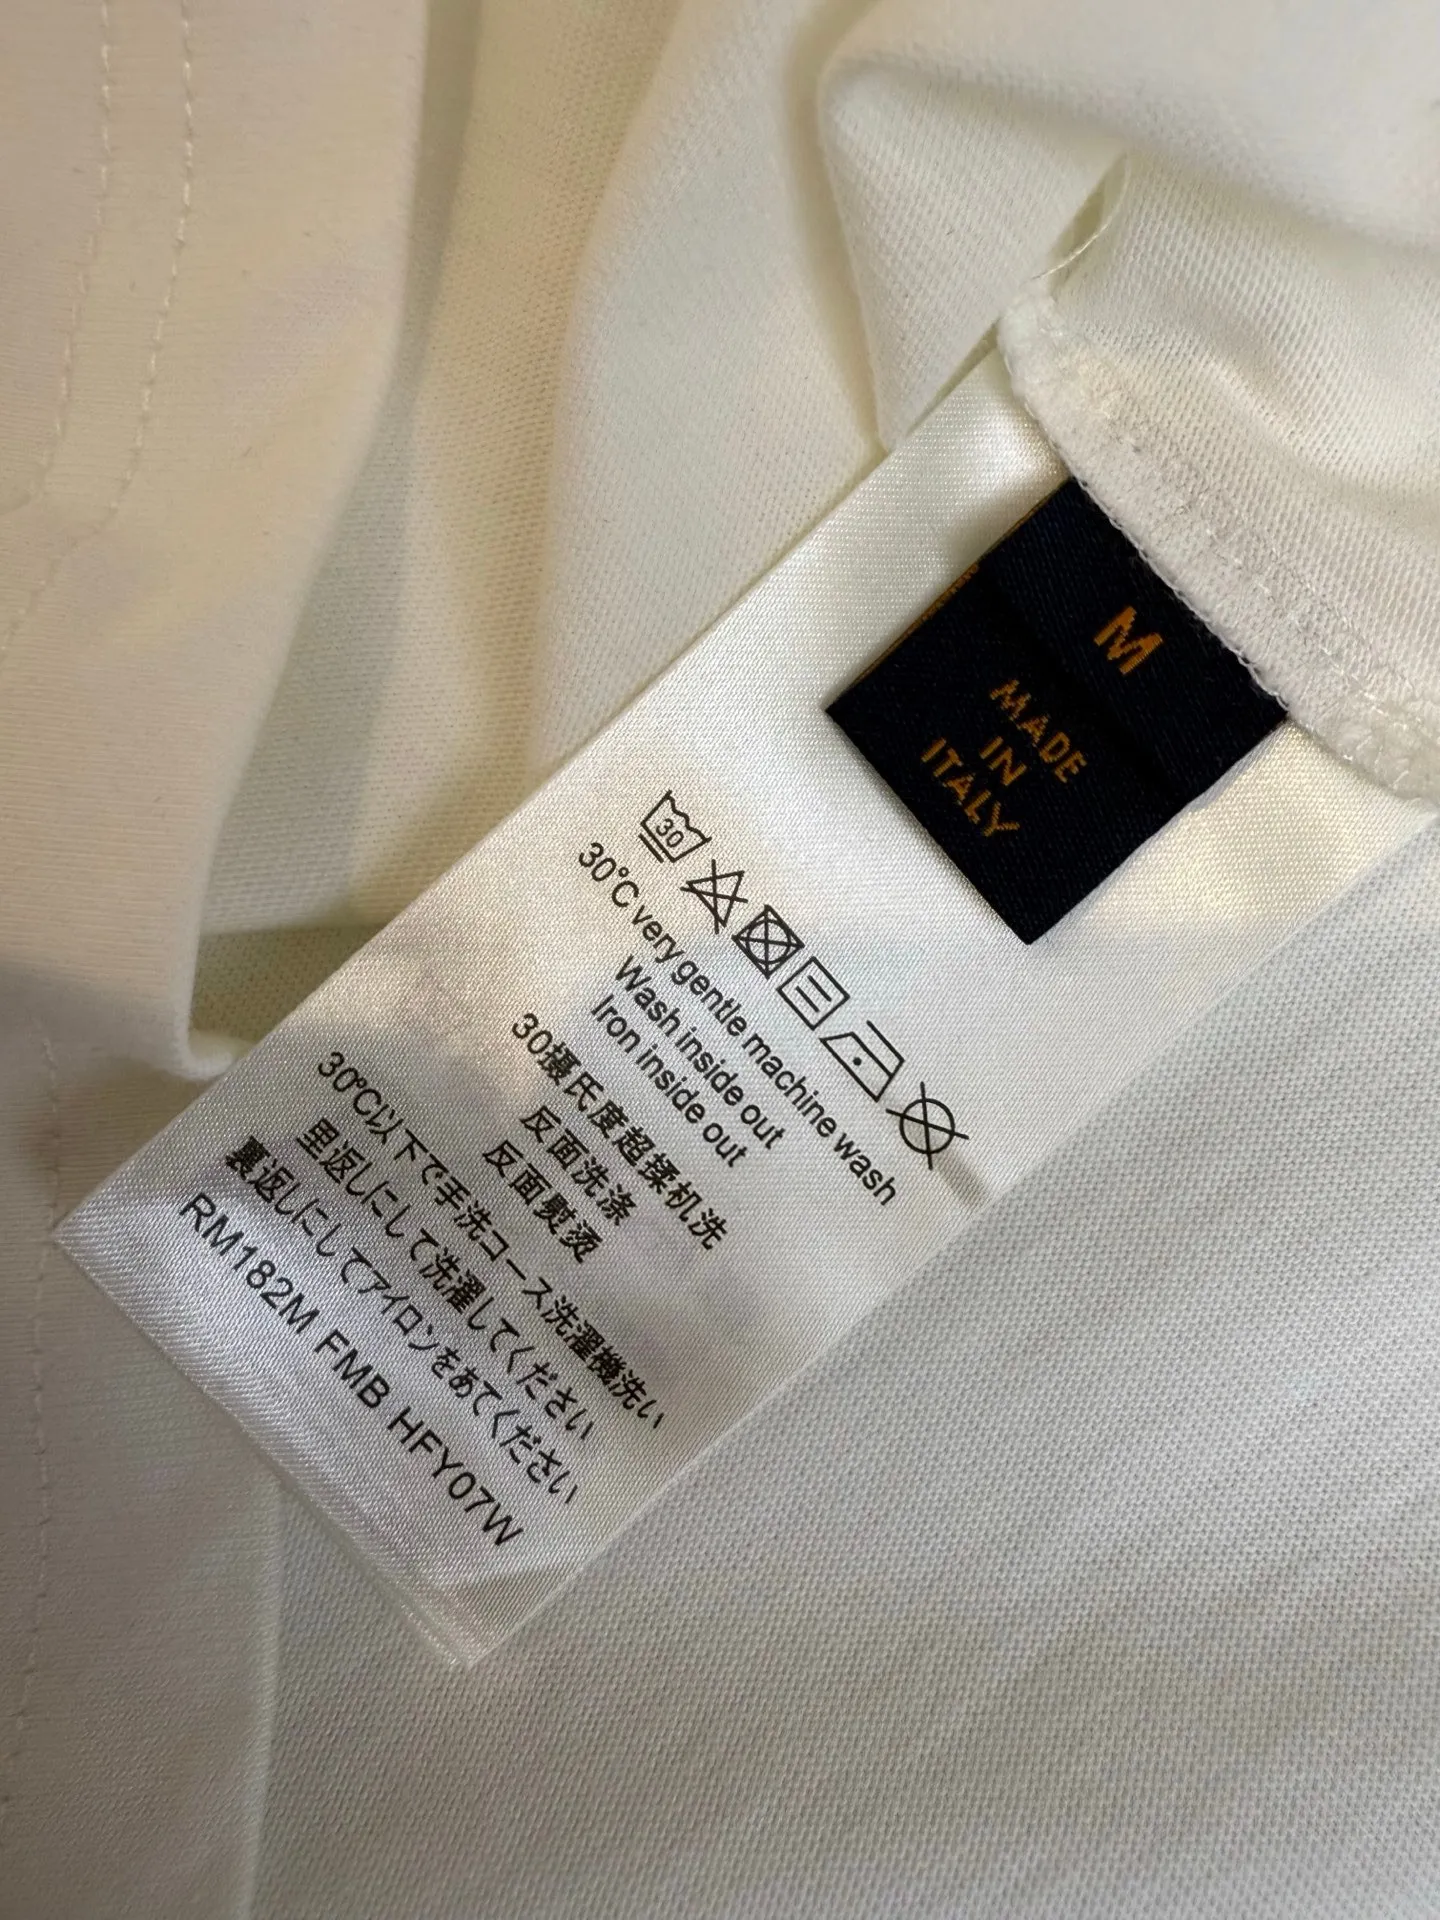 M
MADE
IN
ITALY
30
30°C very gentle machine wash
Wash inside out
Iron inside out
30摄氏度超揉机洗
反面洗涤
反面熨烫
30°C以下で手洗コース洗濯機洗い
里返しにして洗濯してください
裏返しにしてアイロンをあてください
RM182M FMB HFY07W